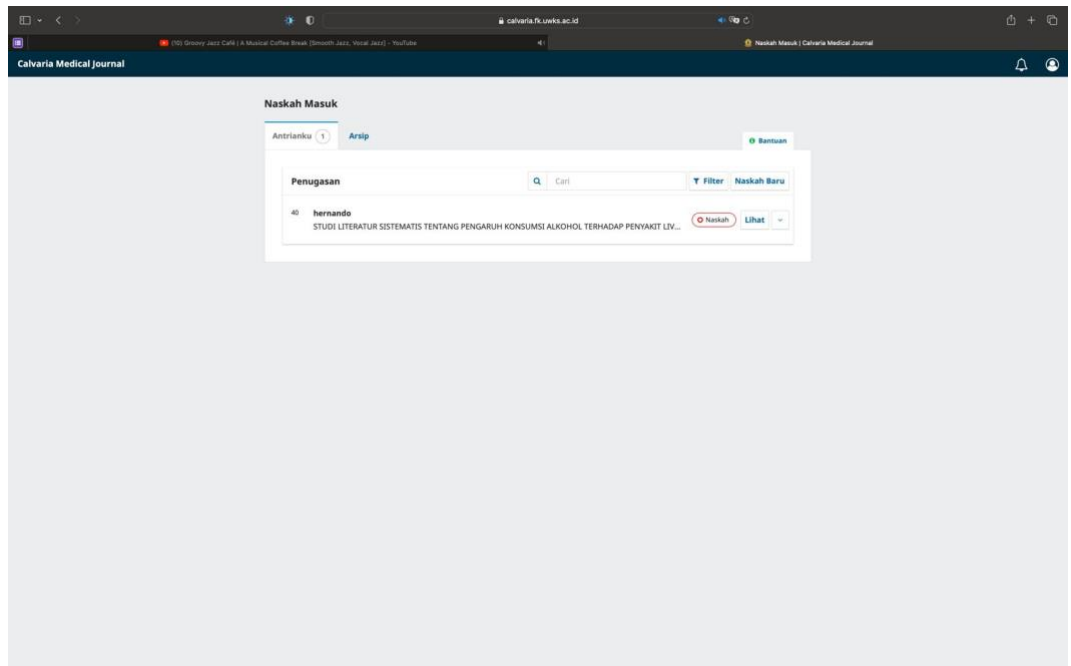 calvaria.fk.uwks.ac.id
(10) Groovy Jazz Café | A Musical Coffee Break [Smooth Jazz, Vocal Jazz] - YouTube
Naskah Masuk | Calvaria Medical Journal
Calvaria Medical Journal
Naskah Masuk
Antrianku 1 Arsip
Bantuan
Penugasan Cari Filter Naskah Baru
40 hernando Naskah Lihat
STUDI LITERATUR SISTEMATIS TENTANG PENGARUH KONSUMSI ALKOHOL TERHADAP PENYAKIT LIV...